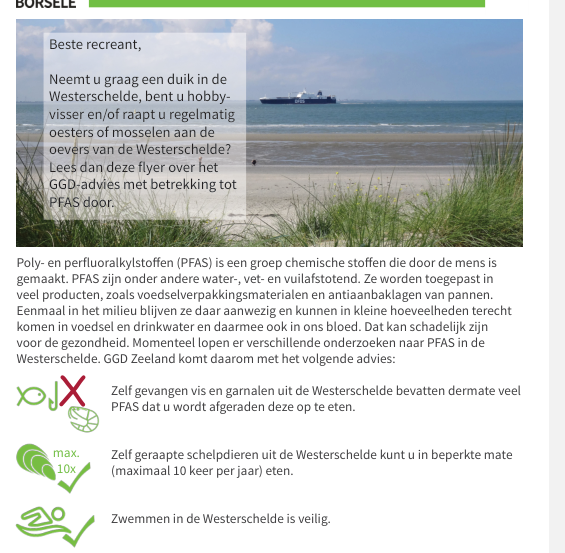 BORSELE
Beste recreant,
Neemt u graag een duik in de
Westerschelde, bent u hobby-
visser en/of raapt u regelmatig
oesters of mosselen aan de
oevers van de Westerschelde?
Lees dan deze flyer over het
GGD-advies met betrekking tot
PFAS door.
Poly- en perfluoralkylstoffen (PFAS) is een groep chemische stoffen die door de mens is
gemaakt. PFAS zijn onder andere water-, vet- en vuilafstotend. Ze worden toegepast in
veel producten, zoals voedselverpakkingsmaterialen en antiaanbaklagen van pannen.
Eenmaal in het milieu blijven ze daar aanwezig en kunnen in kleine hoeveelheden terecht
komen in voedsel en drinkwater en daarmee ook in ons bloed. Dat kan schadelijk zijn
voor de gezondheid. Momenteel lopen er verschillende onderzoeken naar PFAS in de
Westerschelde. GGD Zeeland komt daarom met het volgende advies:
Zelf gevangen vis en garnalen uit de Westerschelde bevatten dermate veel
PFAS dat u wordt afgeraden deze op te eten.
max.
10x
Zelf geraapte schelpdieren uit de Westerschelde kunt u in beperkte mate
(maximaal 10 keer per jaar) eten.
Zwemmen in de Westerschelde is veilig.